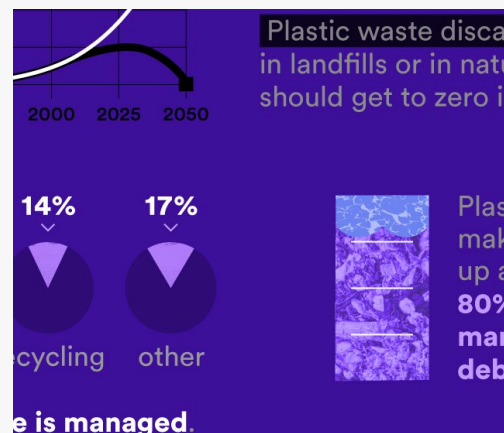 Plastic waste disca
in landfills or in natu
should get to zero i
2000 2025 2050
14% 17%
ecycling other
e is managed.
Plas
mak
up a
80%
mar
deb